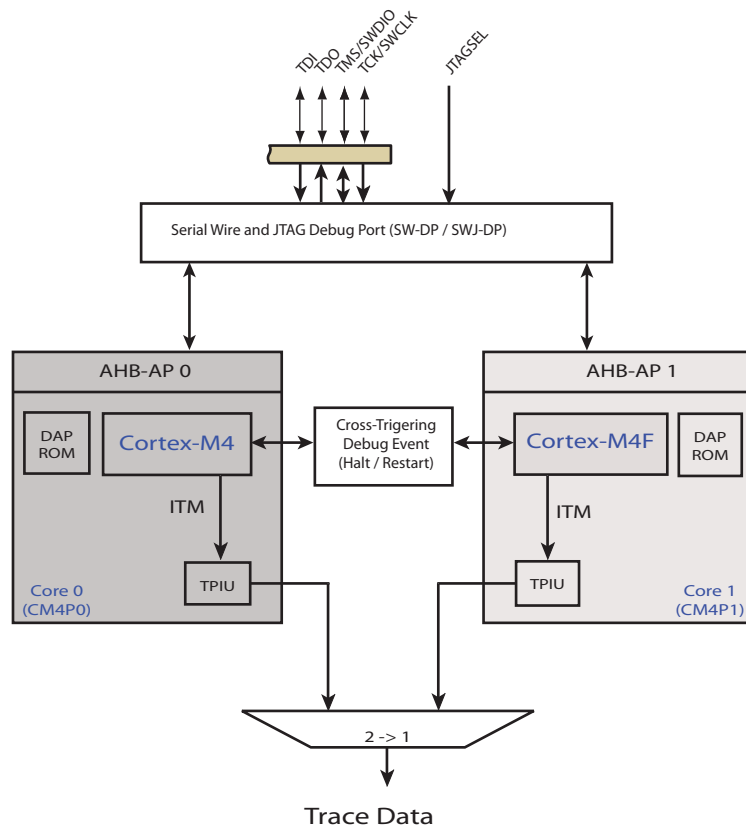 TDI
TDO
TMS/SWDIO
TCK/SWCLK
JTAGSEL
Serial Wire and JTAG Debug Port (SW-DP / SWJ-DP)
AHB-AP 0
AHB-AP 1
DAP
ROM
Cortex-M4
Cross-Trigering
Debug Event
(Halt / Restart)
Cortex-M4F
DAP
ROM
ITM
ITM
TPIU
TPIU
Core 0
(CM4P0)
Core 1
(CM4P1)
2 -> 1
Trace Data